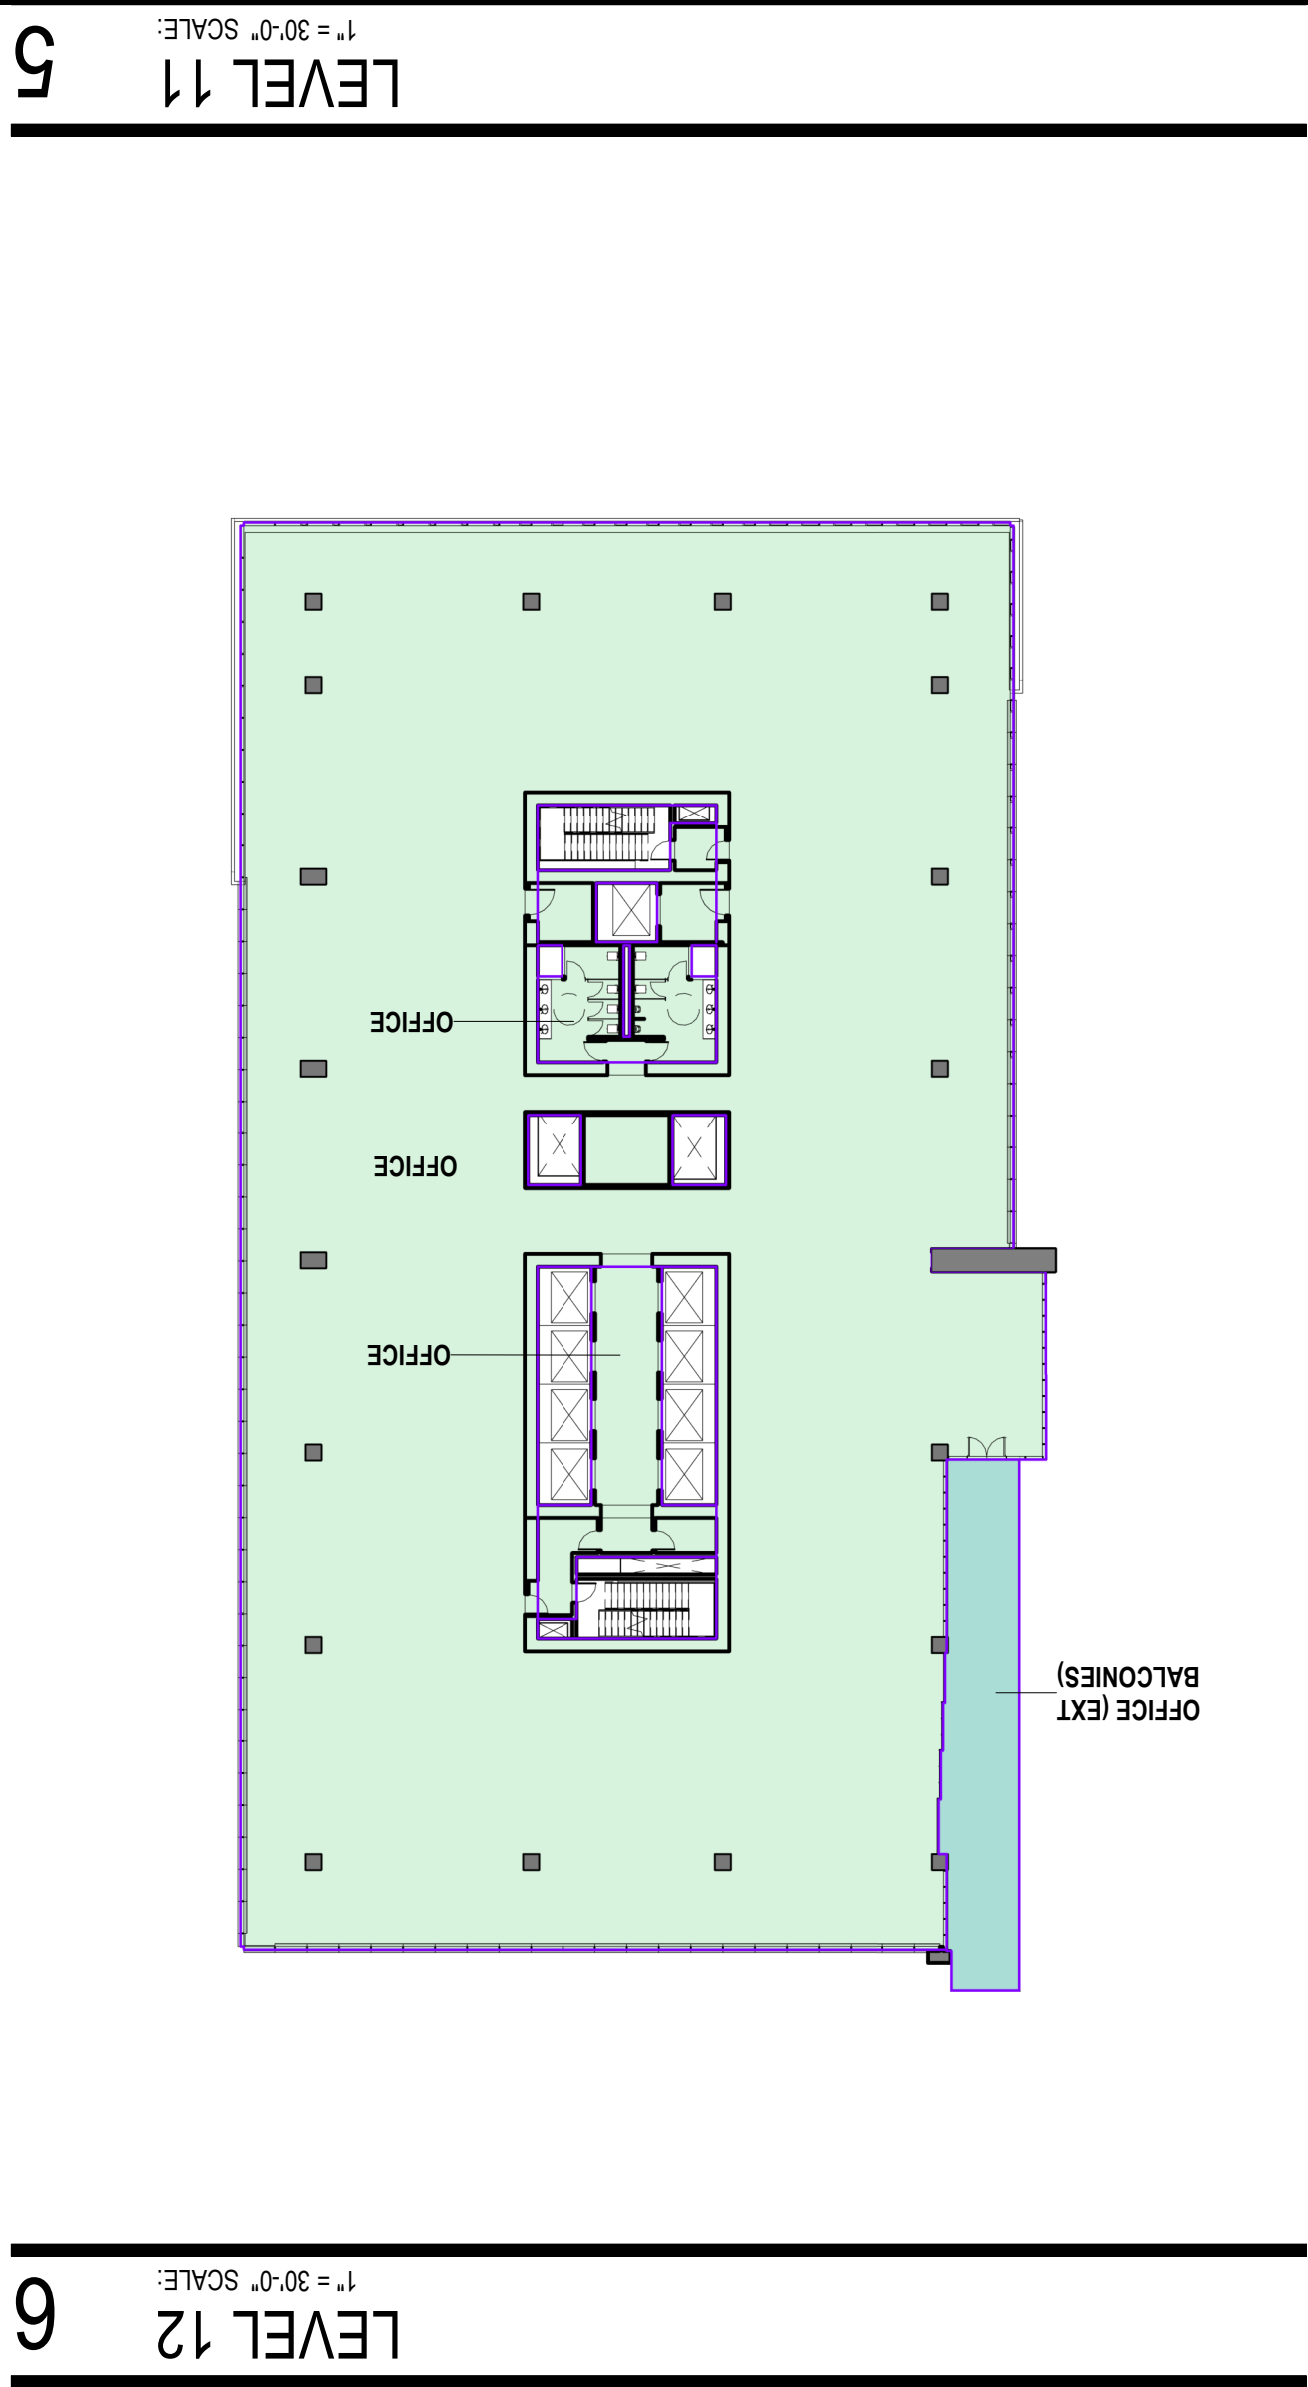 LEVEL 12
1" = 30'-0" SCALE:
6
OFFICE (EXT
BALCONIES)
OFFICE
OFFICE
OFFICE
LEVEL 11
1" = 30'-0" SCALE:
5